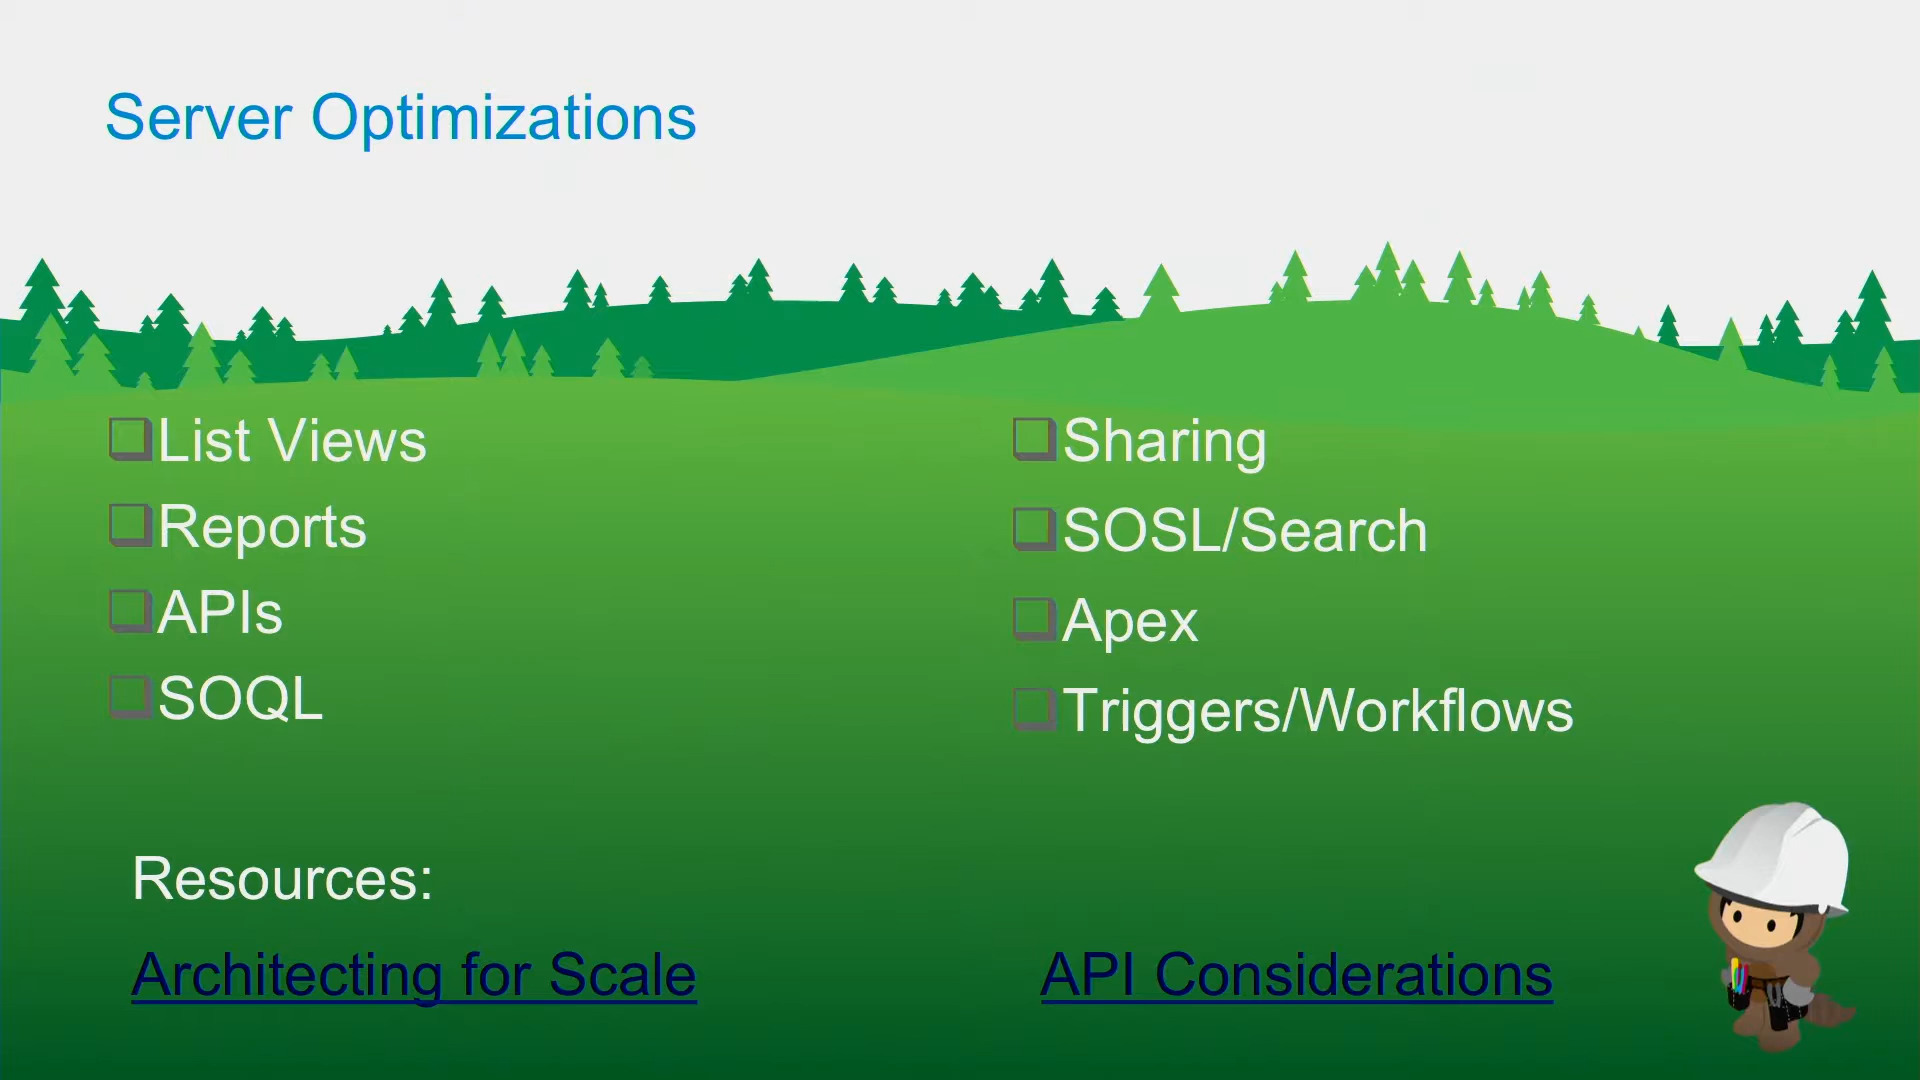 Server Optimizations
List Views
Reports
APIs
SOQL
Sharing
SOSL/Search
Apex
Triggers/Workflows
Resources:
Architecting for Scale
API Considerations